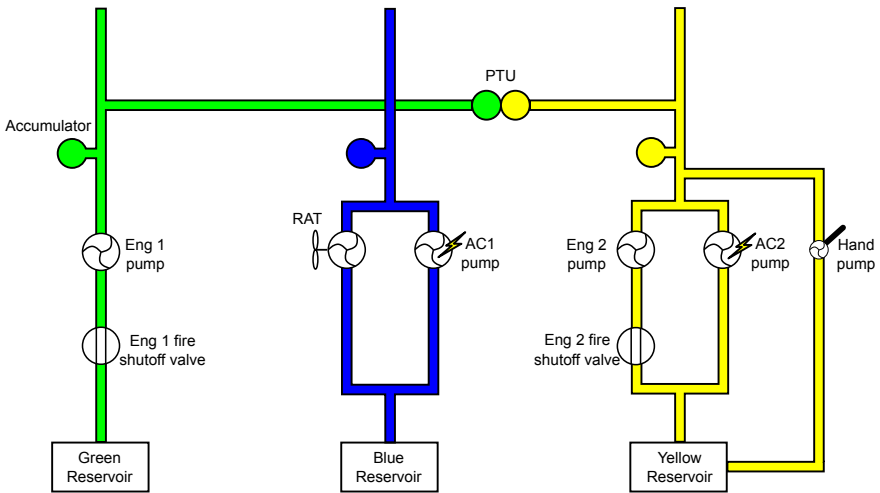 PTU
Accumulator
RAT
Eng 1
pump
AC1
pump
Eng 2
pump
AC2
pump
Hand
pump
Eng 1 fire
shutoff valve
Eng 2 fire
shutoff valve
Green
Reservoir
Blue
Reservoir
Yellow
Reservoir